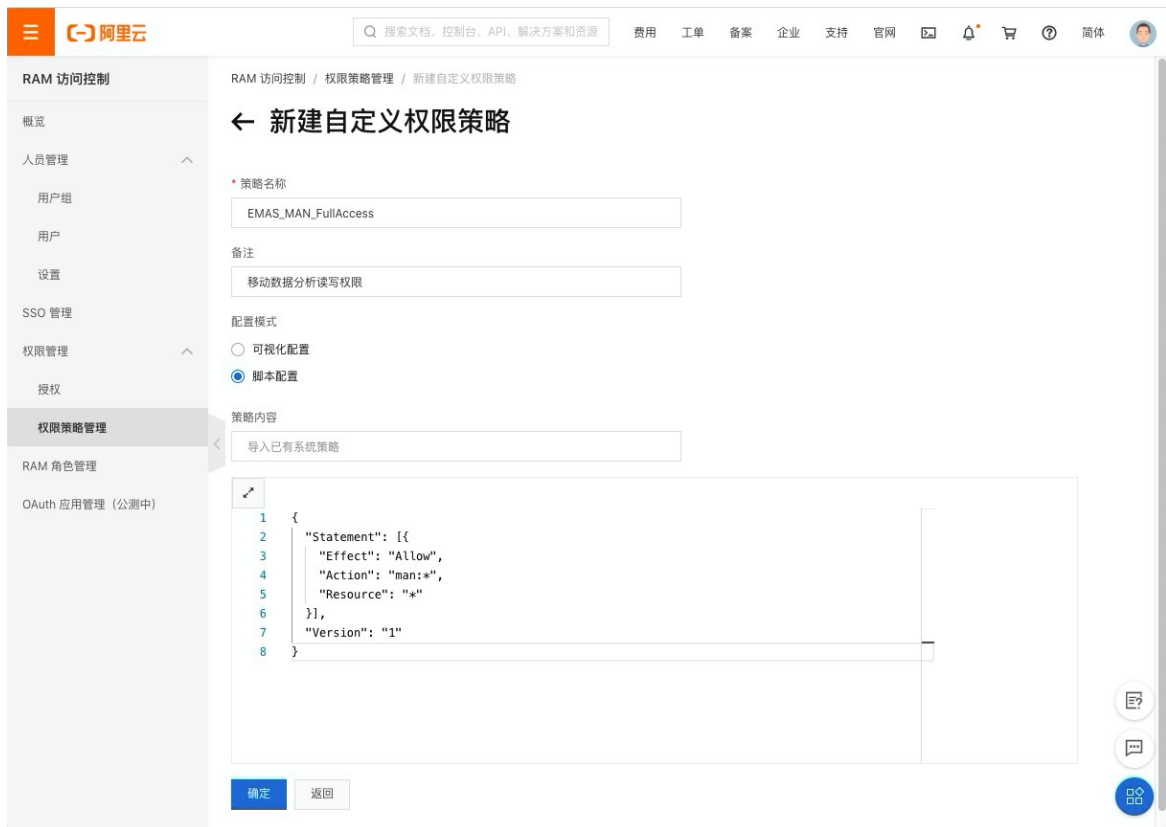 阿里云
搜索文档、控制台、API、解决方案和资源
费用 工单 备案 企业 支持 官网 简体
RAM 访问控制
概览
人员管理
用户组
用户
设置
SSO 管理
权限管理
授权
权限策略管理
RAM 角色管理
OAuth 应用管理（公测中）
RAM 访问控制 / 权限策略管理 / 新建自定义权限策略
← 新建自定义权限策略
* 策略名称
EMAS_MAN_FullAccess
备注
移动数据分析读写权限
配置模式
可视化配置
脚本配置
策略内容
导入已有系统策略
1 {
2 "Statement": [{
3 "Effect": "Allow",
4 "Action": "man:*",
5 "Resource": "*"
6 }],
7 "Version": "1"
8 }
确定 返回